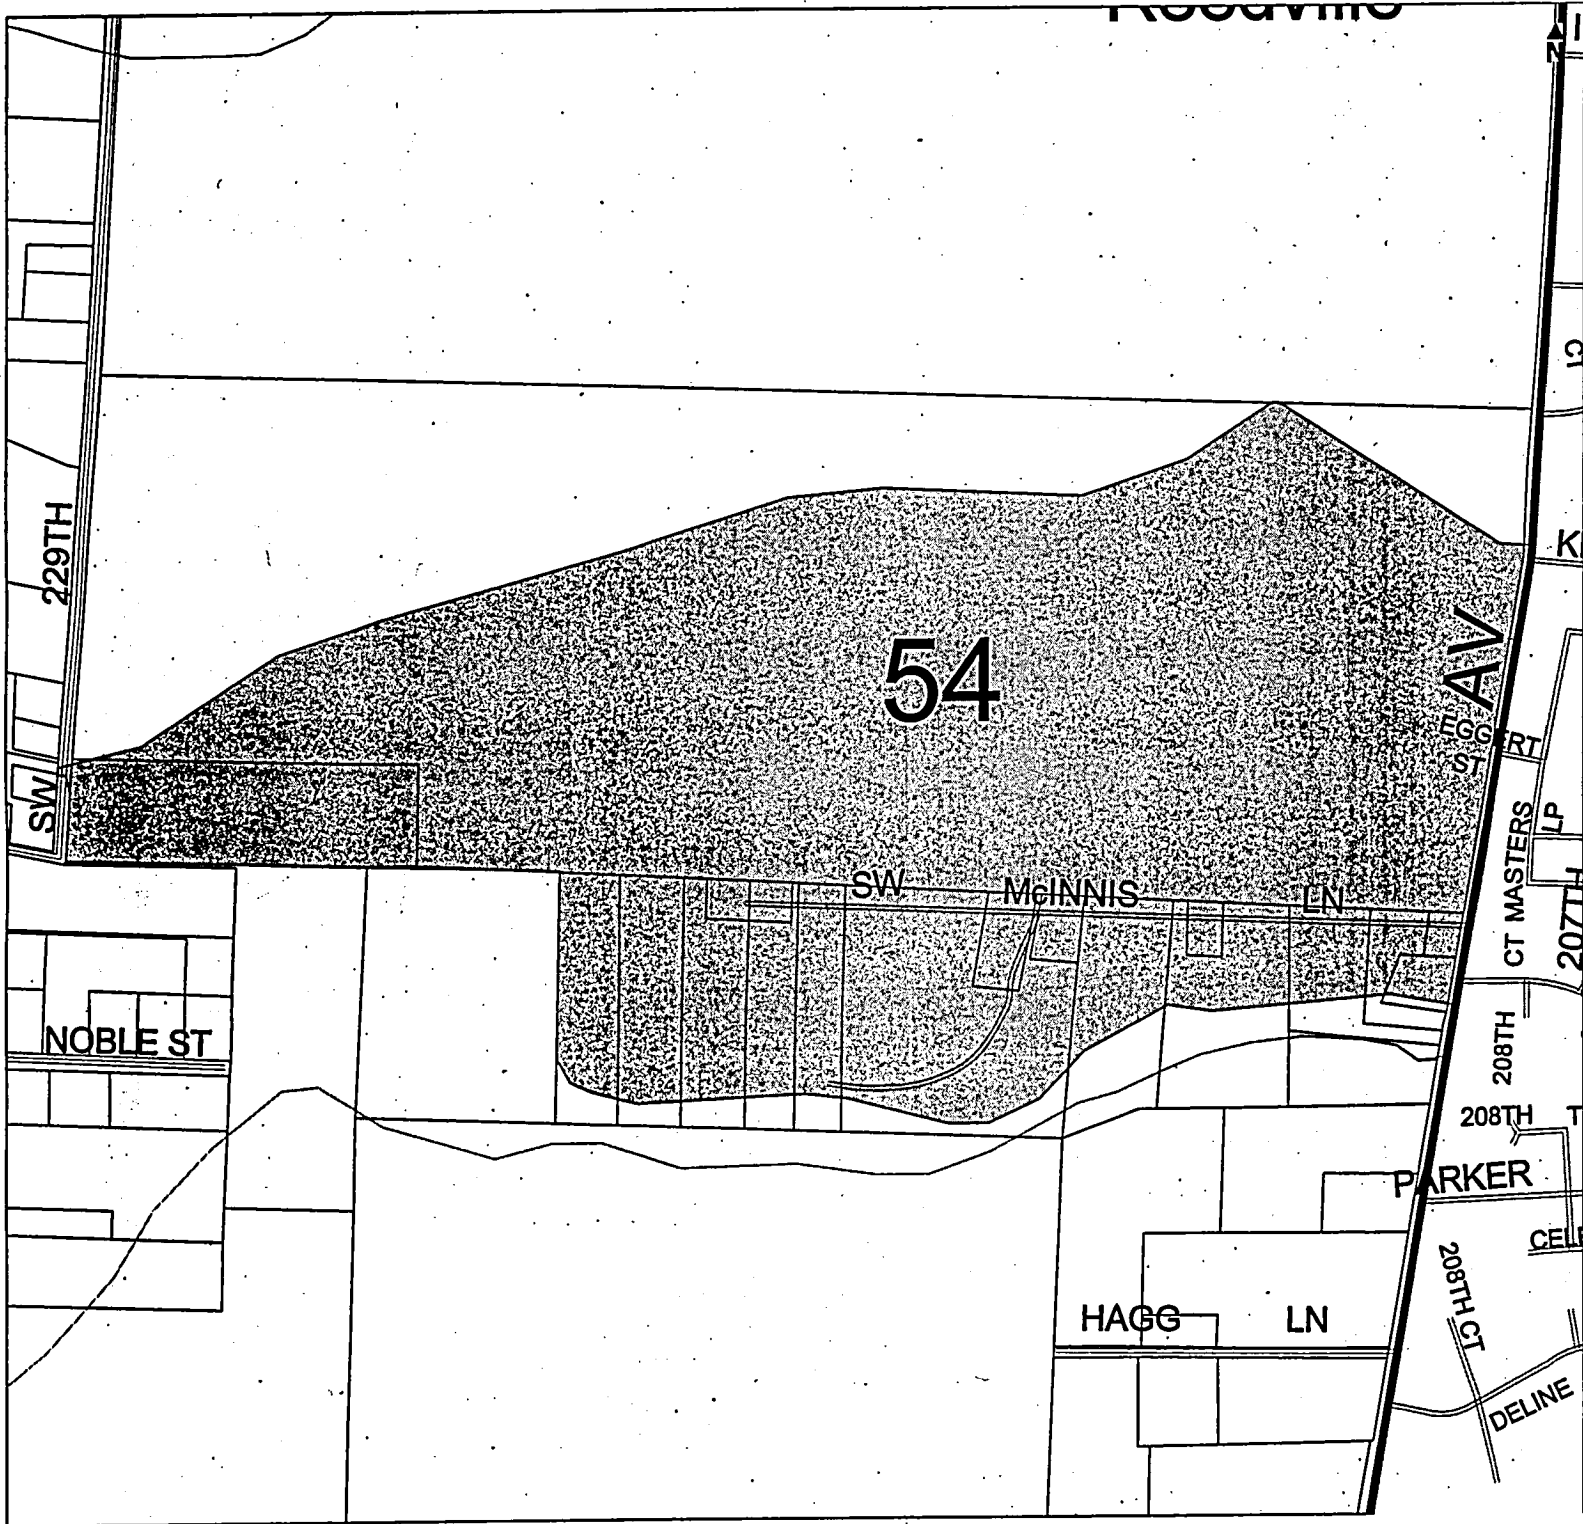 Reedville
N
229TH
K
54
AV
EGGERT
ST
SW
LP
CT MASTERS
SW McINNIS LN
207TH
NOBLE ST
208TH
208TH T
PARKER
CELE
208TH CT
HAGG LN
DELINE